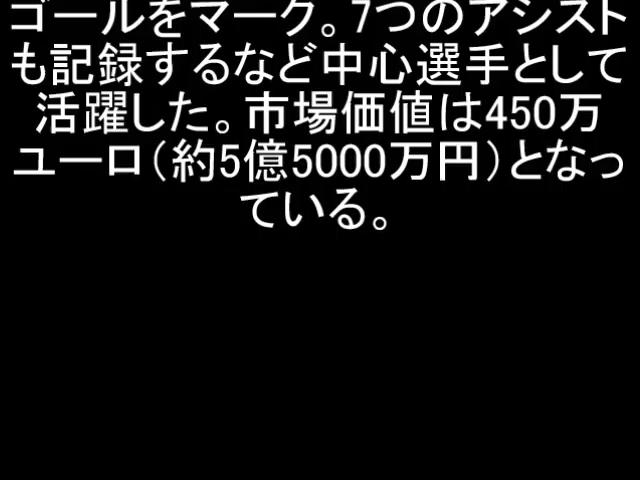 ゴールをマーク。7つのアシスト
も記録するなど中心選手として
活躍した。市場価値は450万
ユーロ（約5億5000万円）となっ
ている。